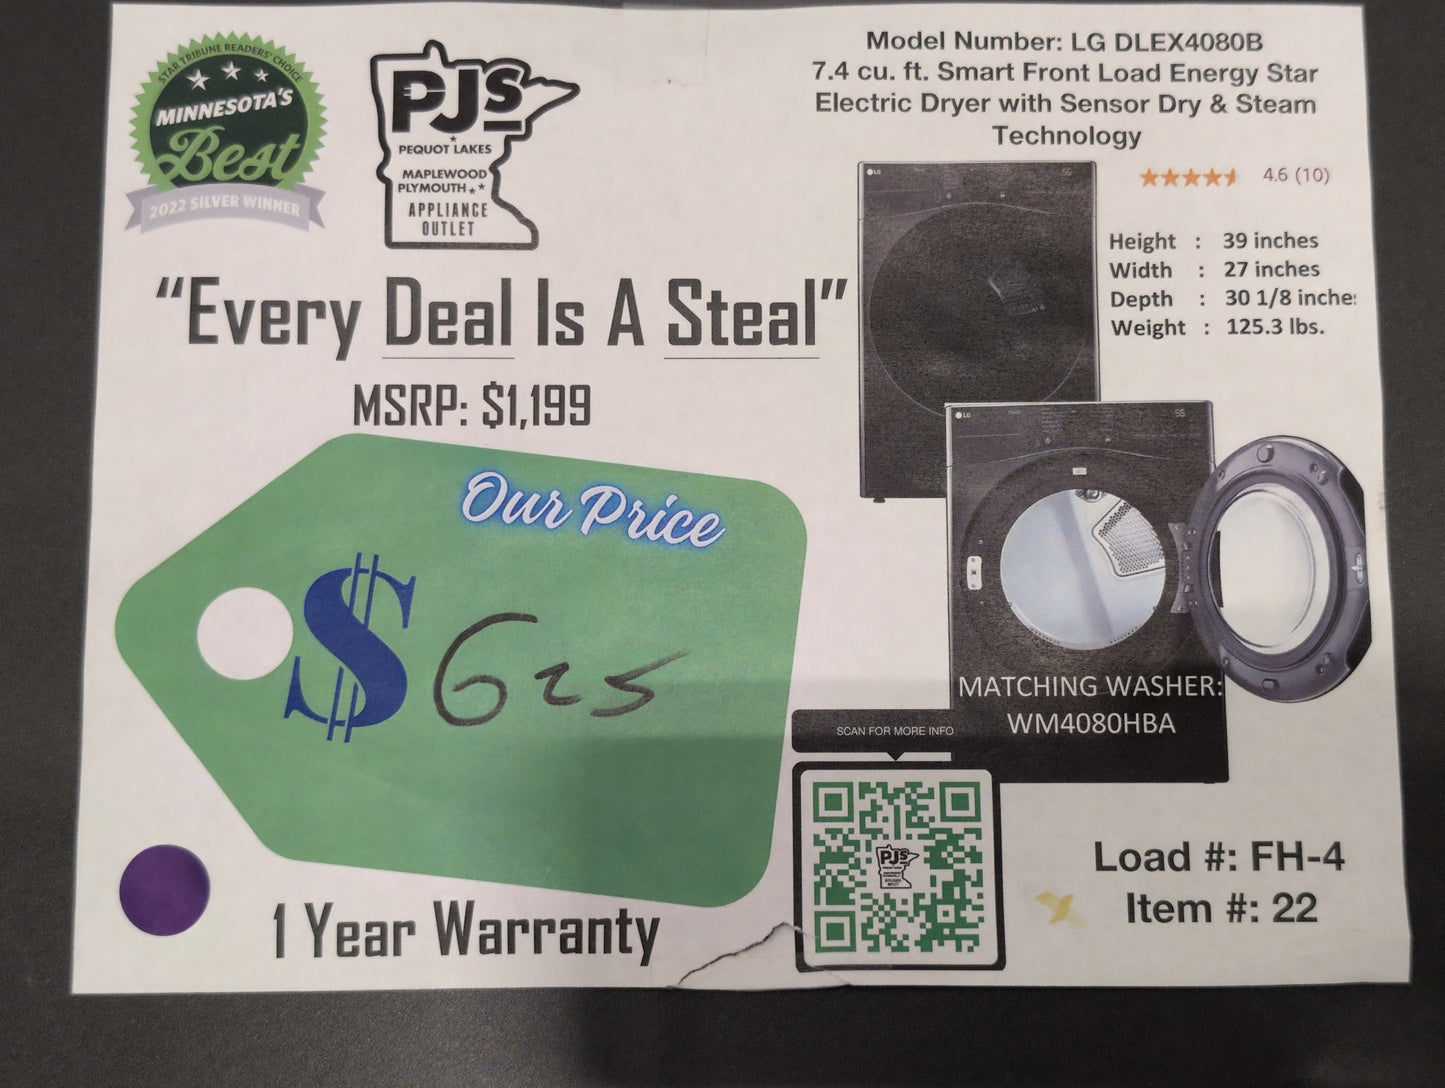 STAR TRIBUNE READERS' CHOICE
MINNESOTA'S
Best
2022 SILVER WINNER
PJs
PEQUOT LAKES
MAPLEWOOD
PLYMOUTH
APPLIANCE
OUTLET
Model Number: LG DLEX4080B
7.4 cu. ft. Smart Front Load Energy Star
Electric Dryer with Sensor Dry & Steam
Technology
4.6 (10)
Height : 39 inches
Width : 27 inches
Depth : 30 1/8 inches
Weight : 125.3 lbs.
"Every Deal Is A Steal"
MSRP: $1,199
Our Price
$ 625
LG
LG
MATCHING WASHER:
WM4080HBA
SCAN FOR MORE INFO
PJs
Load #: FH-4
Item #: 22
1 Year Warranty